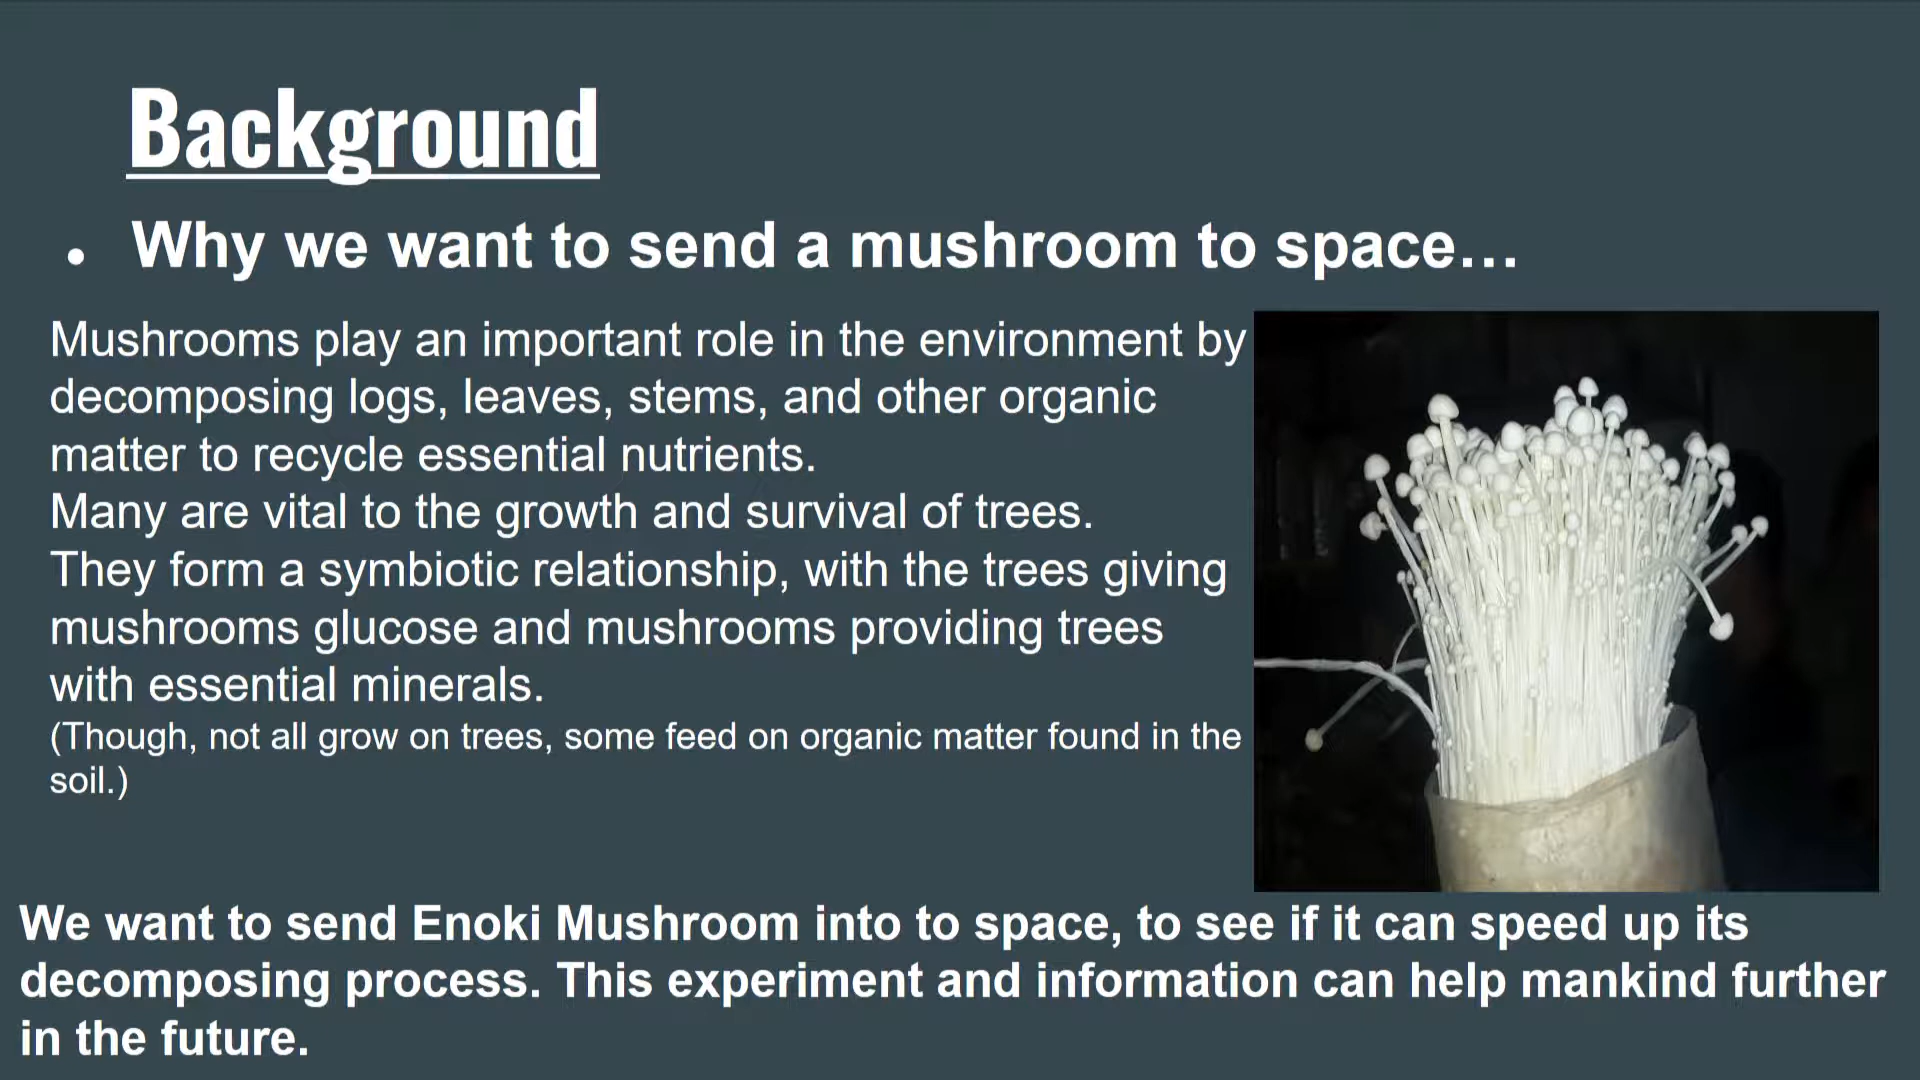 Background
• Why we want to send a mushroom to space…
Mushrooms play an important role in the environment by
decomposing logs, leaves, stems, and other organic
matter to recycle essential nutrients.
Many are vital to the growth and survival of trees.
They form a symbiotic relationship, with the trees giving
mushrooms glucose and mushrooms providing trees
with essential minerals.
(Though, not all grow on trees, some feed on organic matter found in the
soil.)
We want to send Enoki Mushroom into to space, to see if it can speed up its
decomposing process. This experiment and information can help mankind further
in the future.